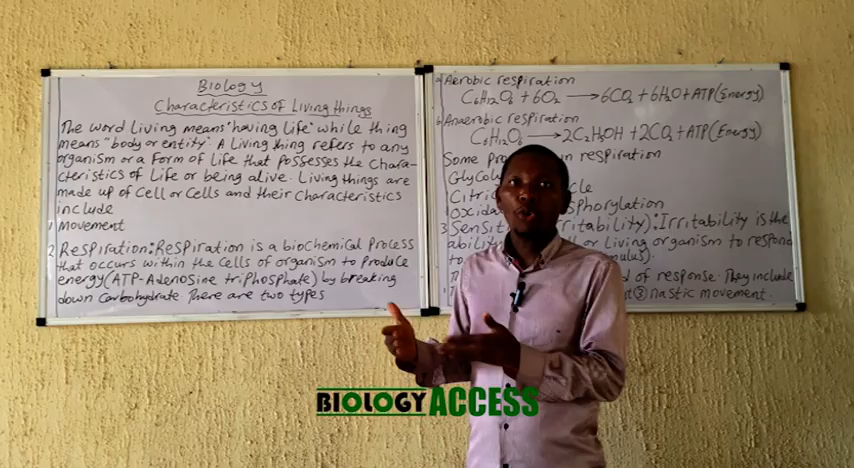 Biology
Characteristics of Living things
The word Living means "having Life" while thing
means "body or entity". A Living thing refers to any
organism or a form of Life that possesses the chara-
cteristics of Life or being alive. Living things are
made up of Cell or Cells and their characteristics
include
1 Movement
2 Respiration: Respiration is a biochemical process
that occurs within the cells of organism to produce
energy (ATP-Adenosine triphosphate) by breaking
down carbohydrate There are two types
a Aerobic respiration
C6H12O6 + 6O2 → 6CO2 + 6H2O + ATP (Energy)
b Anaerobic respiration
C6H12O6 → 2C2H5OH + 2CO2 + ATP (Energy)
Some in respiration
Glycol
Citri cle
Oxida sphorylation
3 Sensit rritability): Irritability is the
ability ll or Living organism to respond
mulus).
d of response. They include
nt ③ nastic movement
BIOLOGY ACCESS